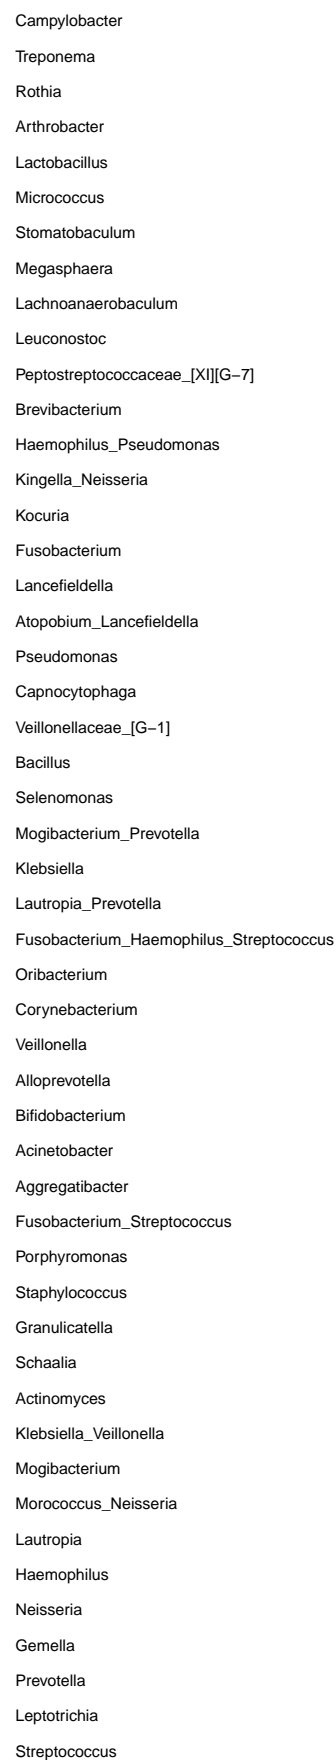 Campylobacter
Treponema
Rothia
Arthrobacter
Lactobacillus
Micrococcus
Stomatobaculum
Megasphaera
Lachnoanaerobaculum
Leuconostoc
Peptostreptococcaceae_[XI][G−7]
Brevibacterium
Haemophilus_Pseudomonas
Kingella_Neisseria
Kocuria
Fusobacterium
Lancefieldella
Atopobium_Lancefieldella
Pseudomonas
Capnocytophaga
Veillonellaceae_[G−1]
Bacillus
Selenomonas
Mogibacterium_Prevotella
Klebsiella
Lautropia_Prevotella
Fusobacterium_Haemophilus_Streptococcus
Oribacterium
Corynebacterium
Veillonella
Alloprevotella
Bifidobacterium
Acinetobacter
Aggregatibacter
Fusobacterium_Streptococcus
Porphyromonas
Staphylococcus
Granulicatella
Schaalia
Actinomyces
Klebsiella_Veillonella
Mogibacterium
Morococcus_Neisseria
Lautropia
Haemophilus
Neisseria
Gemella
Prevotella
Leptotrichia
Streptococcus